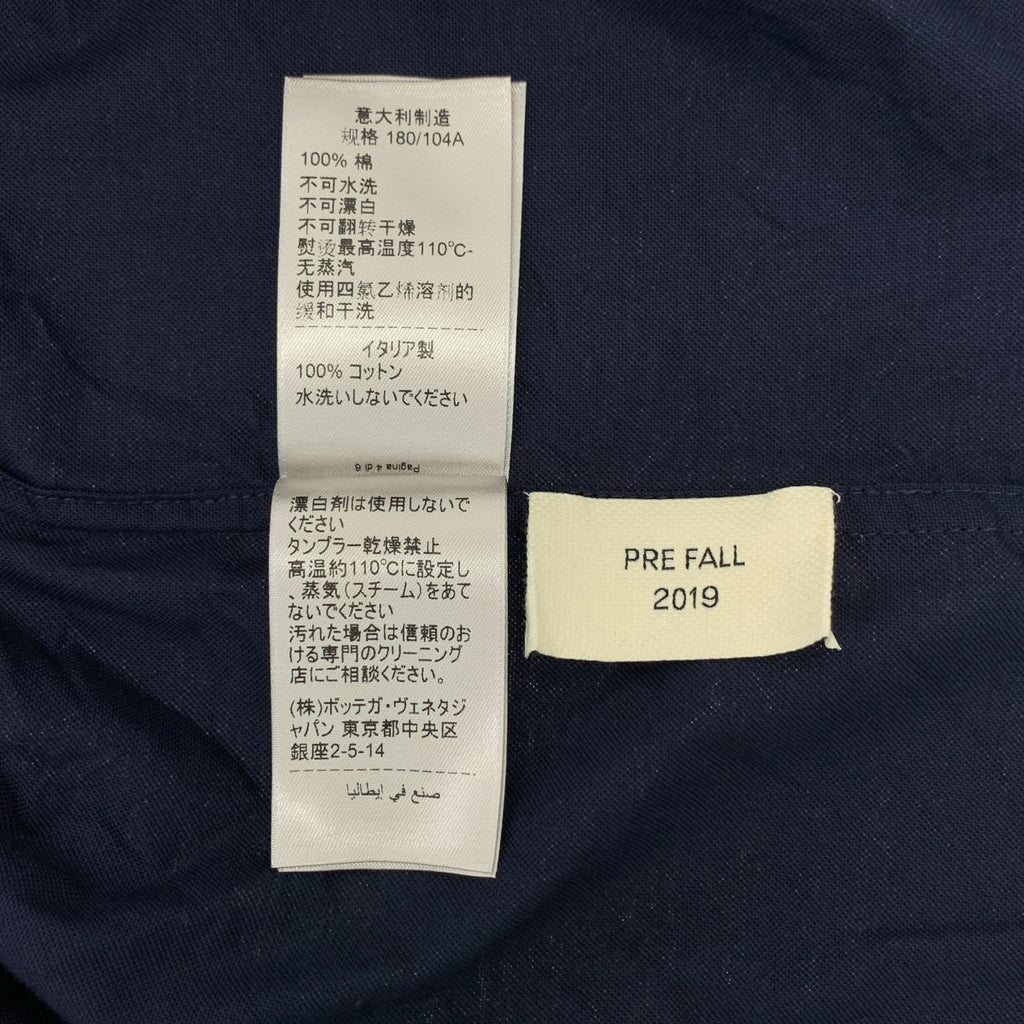 意大利制造
规格 180/104A
100% 棉
不可水洗
不可漂白
不可翻转干燥
熨烫最高温度110℃-
无蒸汽
使用四氯乙烯溶剂的
缓和干洗
イタリア製
100% コットン
水洗いしないでください
Pagina 4 di 6
漂白剤は使用しないで
ください
タンブラー乾燥禁止
高温約110℃に設定し
、蒸気(スチーム)をあて
ないでください
汚れた場合は信頼のお
ける専門のクリーニング
店にご相談ください。
(株)ボッテガ・ヴェネタジ
ャパン 東京都中央区
銀座2-5-14
صنع في إيطاليا
PRE FALL
2019